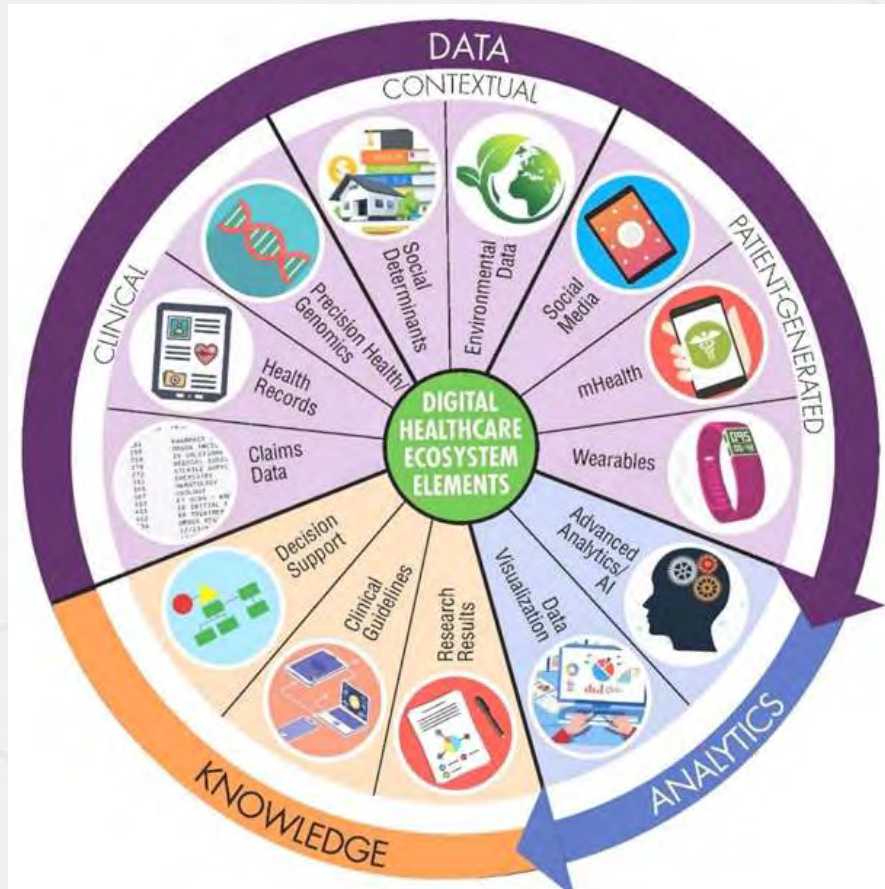 DATA
CONTEXTUAL
CLINICAL
PATIENT-GENERATED
Social
Determinants
Environmental
Data
Precision Health/
Genomics
Social
Media
Health
Records
mHealth
Claims
Data
Wearables
DIGITAL
HEALTHCARE
ECOSYSTEM
ELEMENTS
Decision
Support
Clinical
Guidelines
Research
Results
Data
Visualization
Advanced
Analytics/
AI
KNOWLEDGE
ANALYTICS